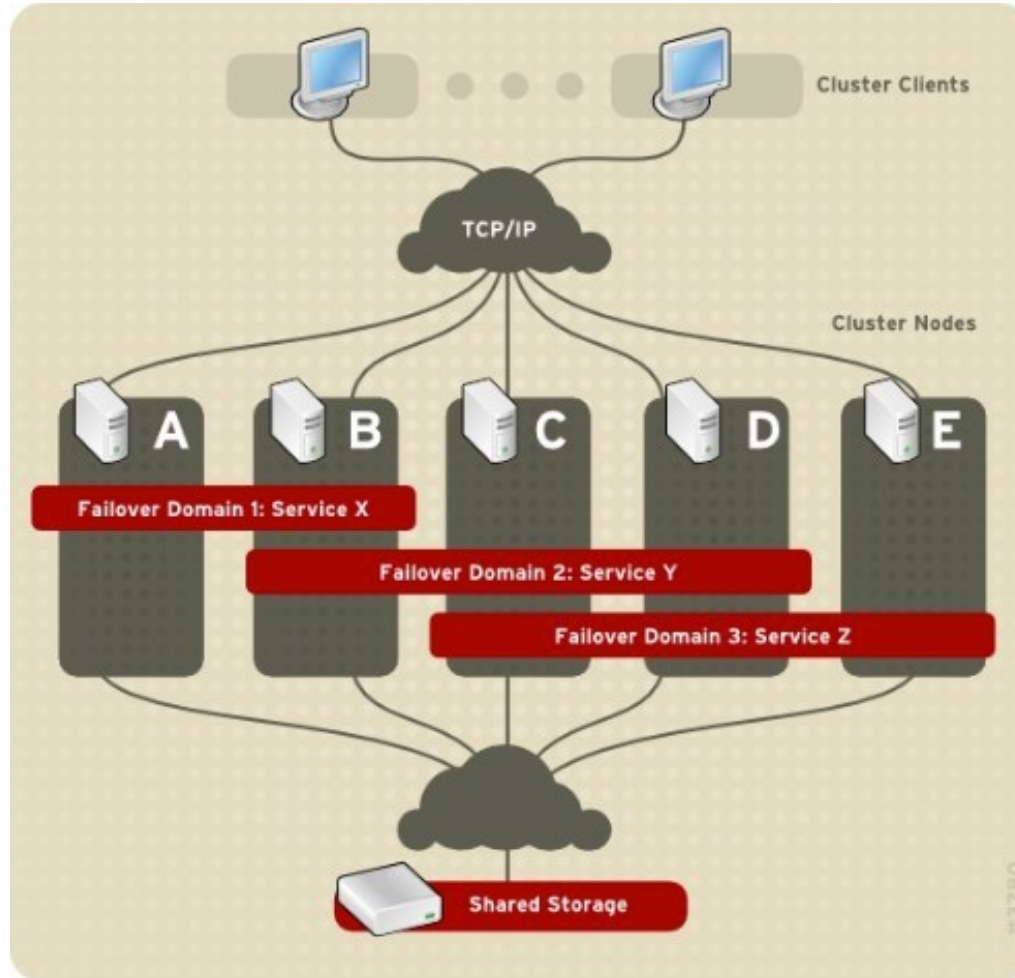 Cluster Clients
TCP/IP
Cluster Nodes
A
B
C
D
E
Failover Domain 1: Service X
Failover Domain 2: Service Y
Failover Domain 3: Service Z
Shared Storage